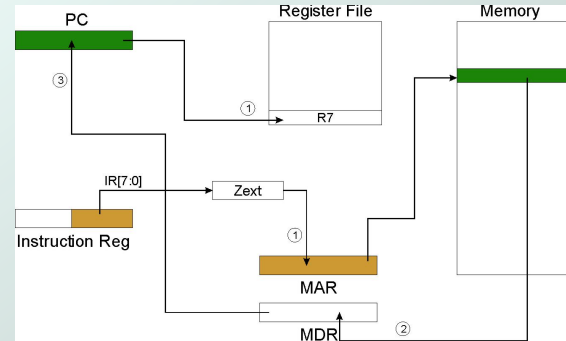 PC
Register File
Memory
③
①
R7
IR[7:0]
Zext
Instruction Reg
①
MAR
MDR
②